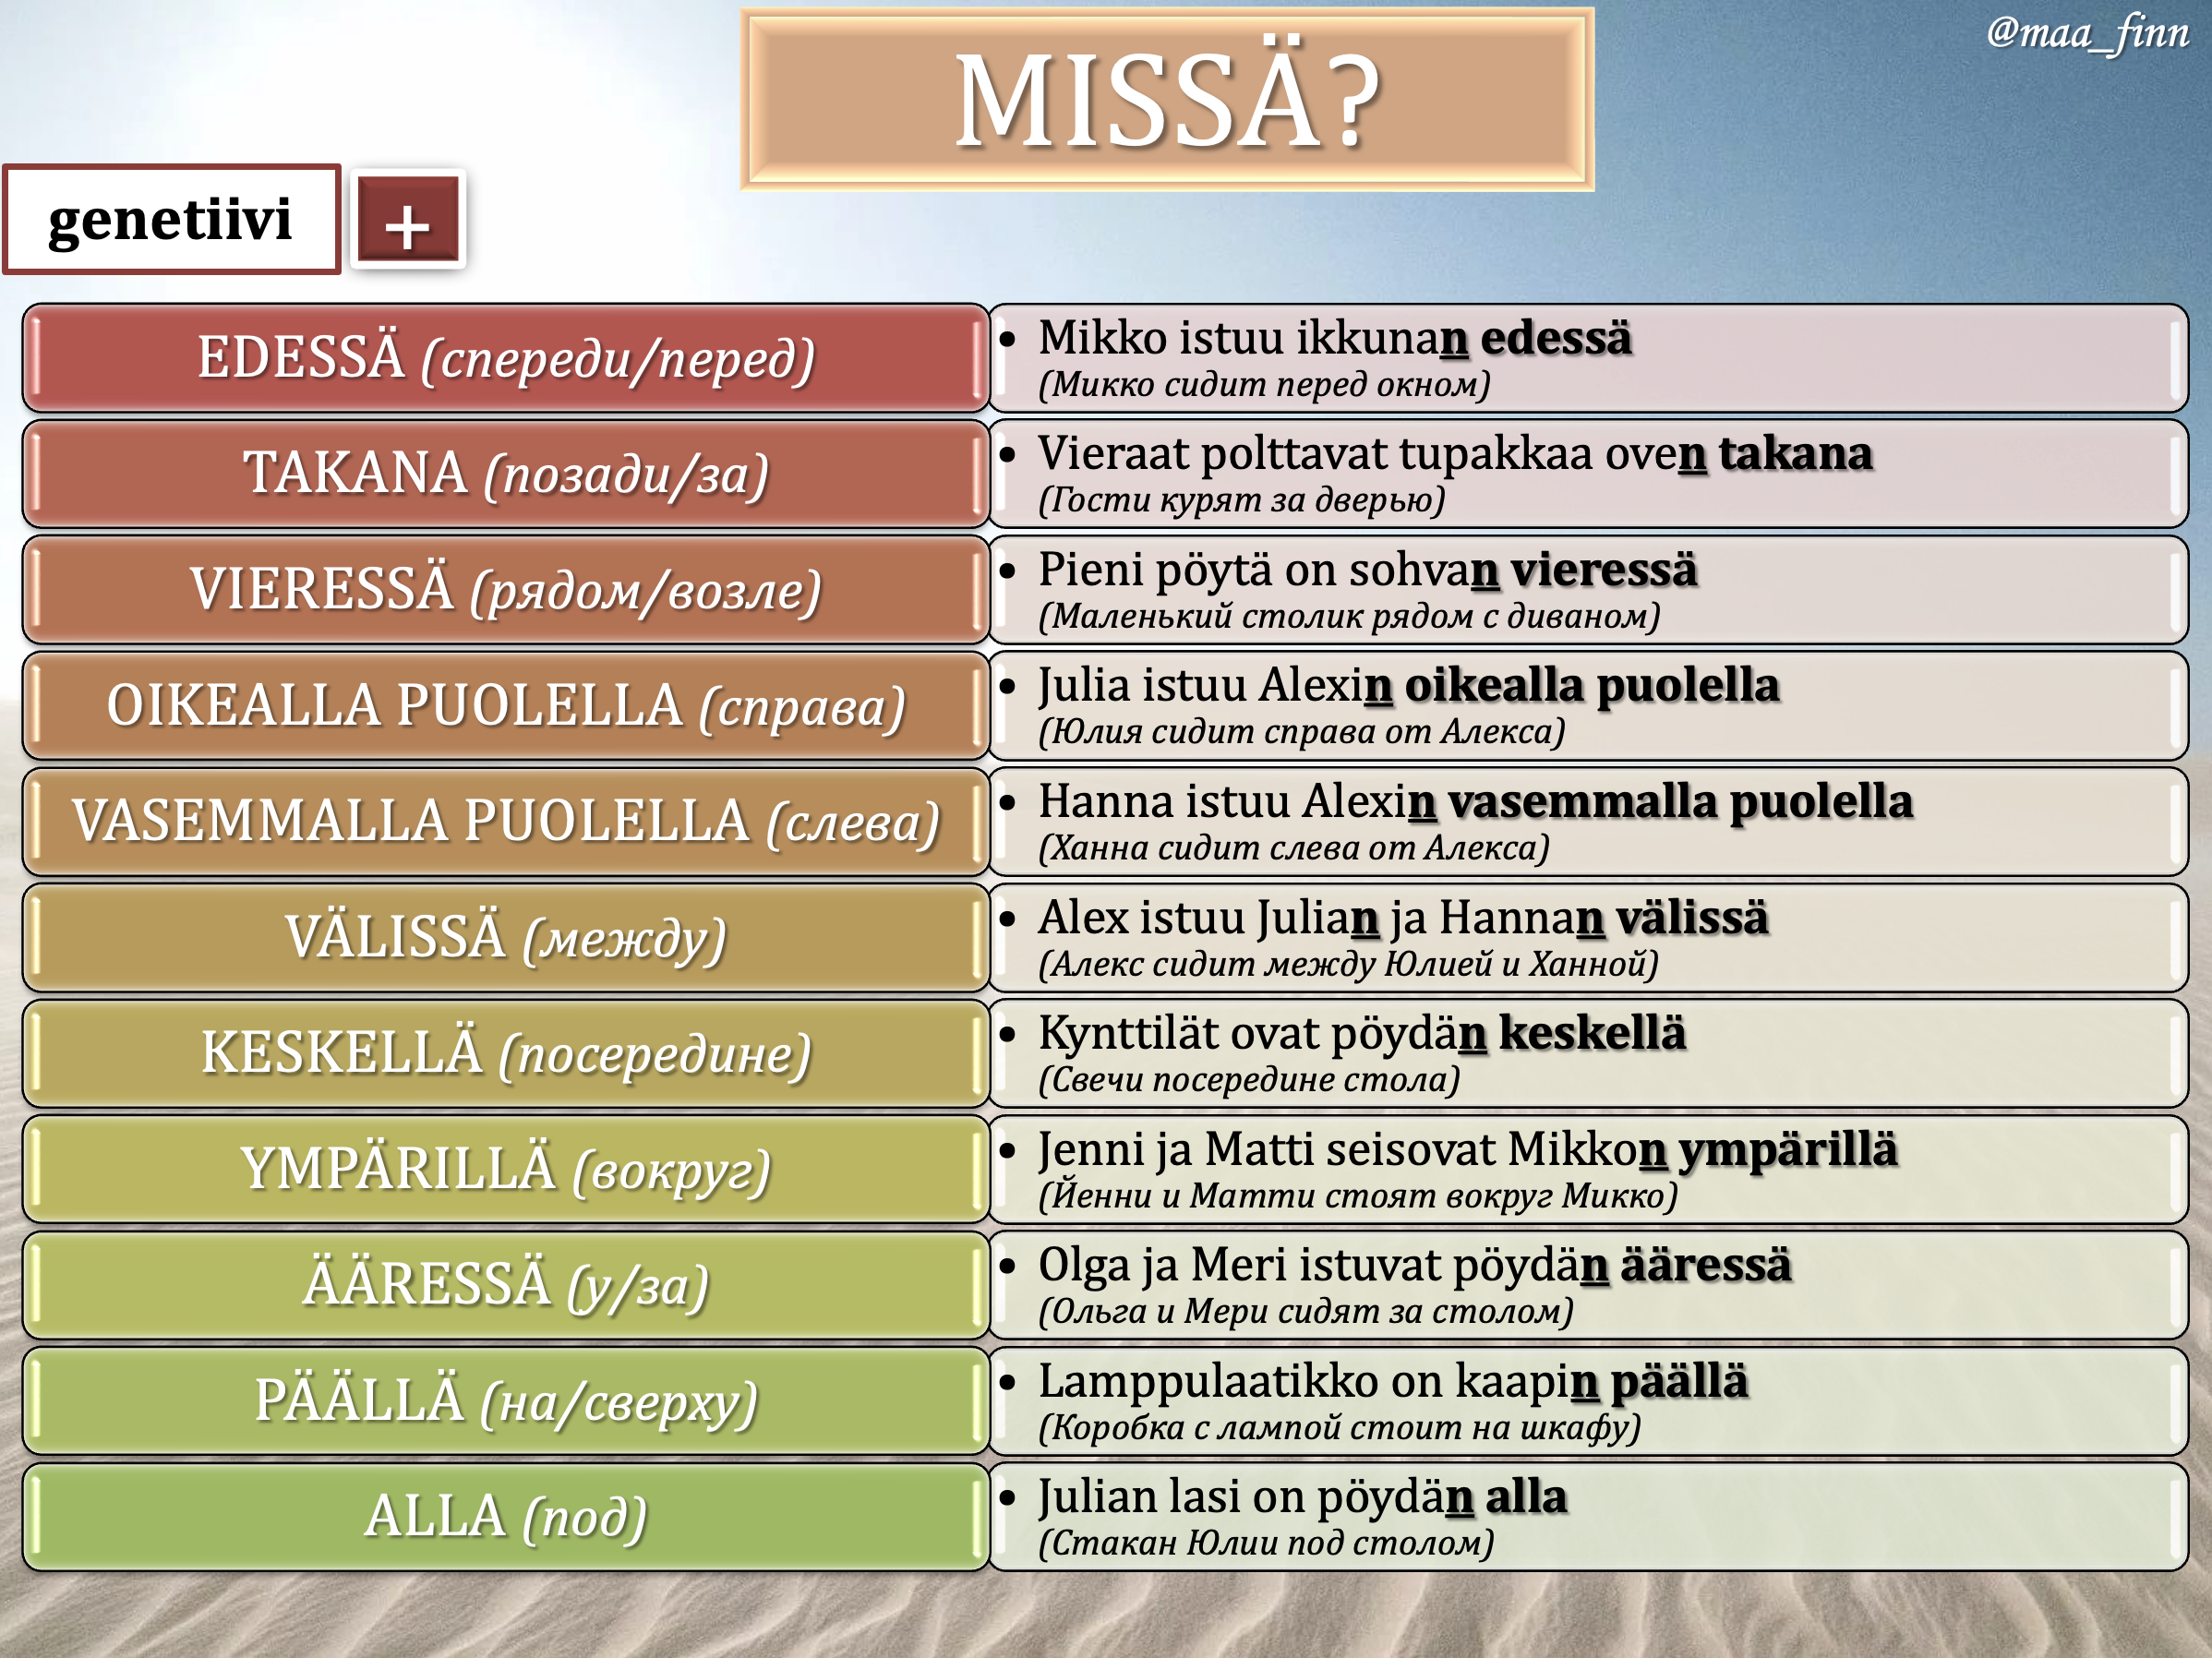 @maa_finn
MISSÄ?
genetiivi +
EDESSÄ (спереди/перед)
• Mikko istuu ikkunan edessä
(Микко сидит перед окном)
TAKANA (позади/за)
• Vieraat polttavat tupakkaa oven takana
(Гости курят за дверью)
VIERESSÄ (рядом/возле)
• Pieni pöytä on sohvan vieressä
(Маленький столик рядом с диваном)
OIKEALLA PUOLELLA (справа)
• Julia istuu Alexin oikealla puolella
(Юлия сидит справа от Алекса)
VASEMMALLA PUOLELLA (слева)
• Hanna istuu Alexin vasemmalla puolella
(Ханна сидит слева от Алекса)
VÄLISSÄ (между)
• Alex istuu Julian ja Hannan välissä
(Алекс сидит между Юлией и Ханной)
KESKELLÄ (посередине)
• Kynttilät ovat pöydän keskellä
(Свечи посередине стола)
YMPÄRILLÄ (вокруг)
• Jenni ja Matti seisovat Mikkon ympärillä
(Йенни и Матти стоят вокруг Микко)
ÄÄRESSÄ (у/за)
• Olga ja Meri istuvat pöydän ääressä
(Ольга и Мери сидят за столом)
PÄÄLLÄ (на/сверху)
• Lamppulaatikko on kaapin päällä
(Коробка с лампой стоит на шкафу)
ALLA (под)
• Julian lasi on pöydän alla
(Стакан Юлии под столом)